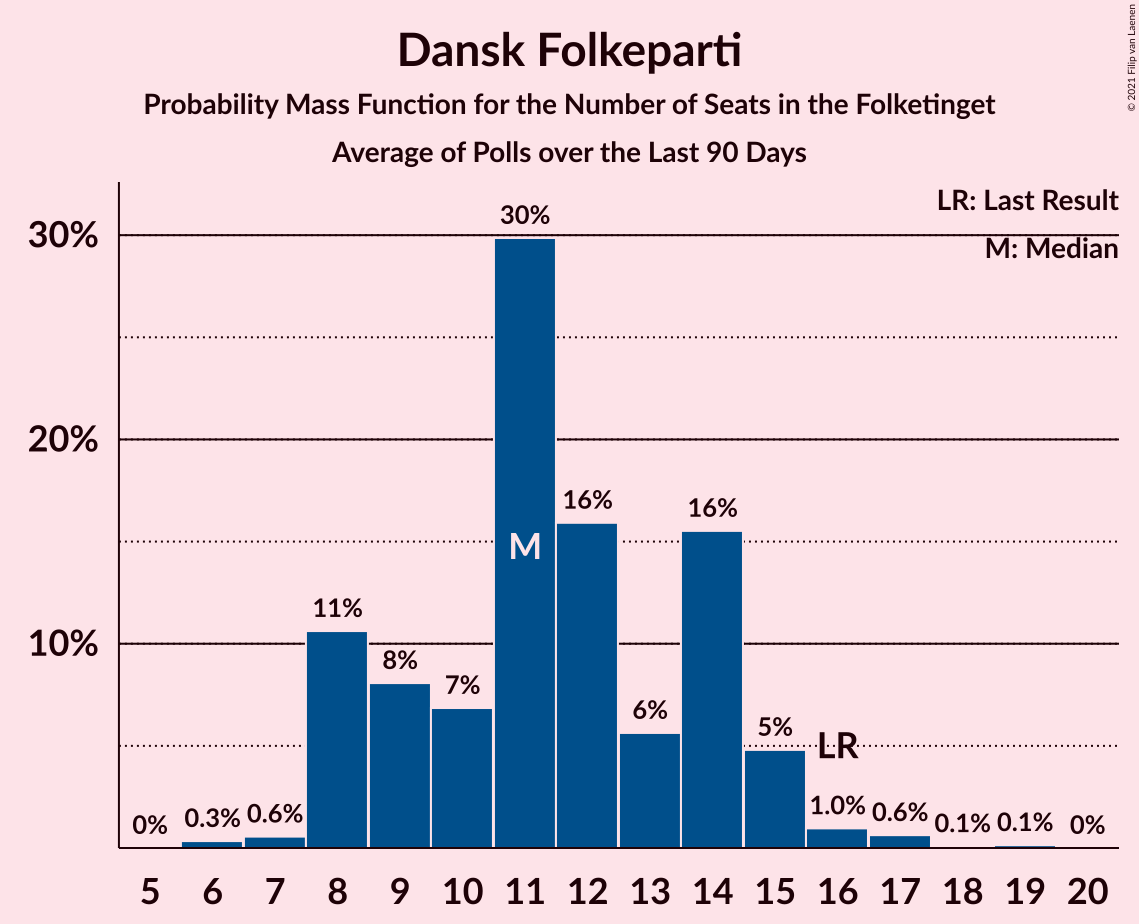 Dansk Folkeparti
Probability Mass Function for the Number of Seats in the Folketinget
Average of Polls over the Last 90 Days
© 2021 Filip van Laenen
LR: Last Result
M: Median
30%
20%
10%
0%
0.3%
0.6%
11%
8%
7%
30%
16%
6%
16%
5%
1.0%
0.6%
0.1%
0.1%
0%
M
LR
5 6 7 8 9 10 11 12 13 14 15 16 17 18 19 20